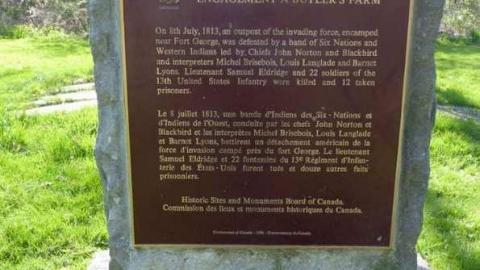 ENGAGEMENT À BUTLER'S FARM
On 8th July, 1813, an outpost of the invading force, encamped
near Fort George, was defeated by a band of Six Nations and
Western Indians led by Chiefs John Norton and Blackbird
and interpreters Michel Brisebois, Louis Langlade and Barnet
Lyons. Lieutenant Samuel Eldridge and 22 soldiers of the
13th United States Infantry were killed and 12 taken
prisoners.
Le 8 juillet 1813, une bande d'Indiens des Six-Nations et
d'Indiens de l'Ouest, conduite par les chefs John Norton et
Blackbird et les interprètes Michel Brisebois, Louis Langlade
et Barnet Lyons, battirent un détachement américain de la
force d'invasion campé près du fort George. Le lieutenant
Samuel Eldridge et 22 fantassins du 13e Régiment d'Infan-
terie des États-Unis furent tués et douze autres faits
prisonniers.
Historic Sites and Monuments Board of Canada.
Commission des lieux et monuments historiques du Canada.
Government of Canada - Gouvernement du Canada